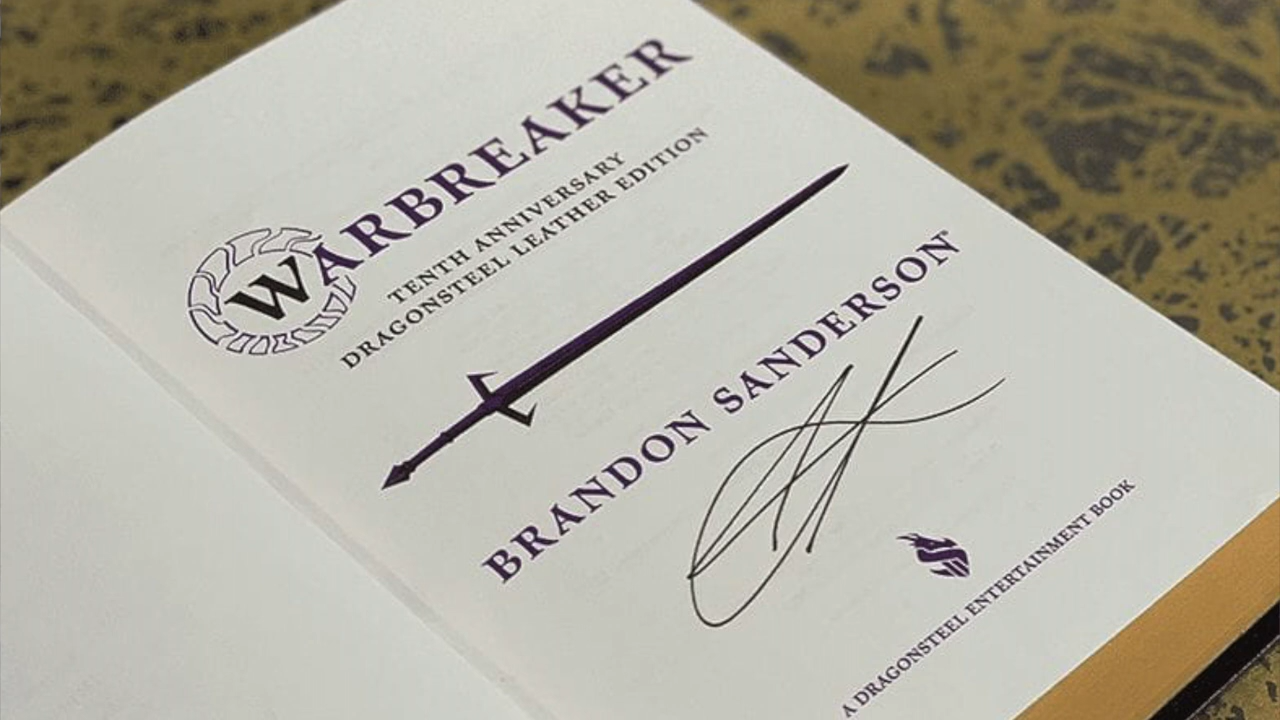 WARBREAKER
TENTH ANNIVERSARY
DRAGONSTEEL LEATHER EDITION
BRANDON SANDERSON®
A DRAGONSTEEL ENTERTAINMENT BOOK